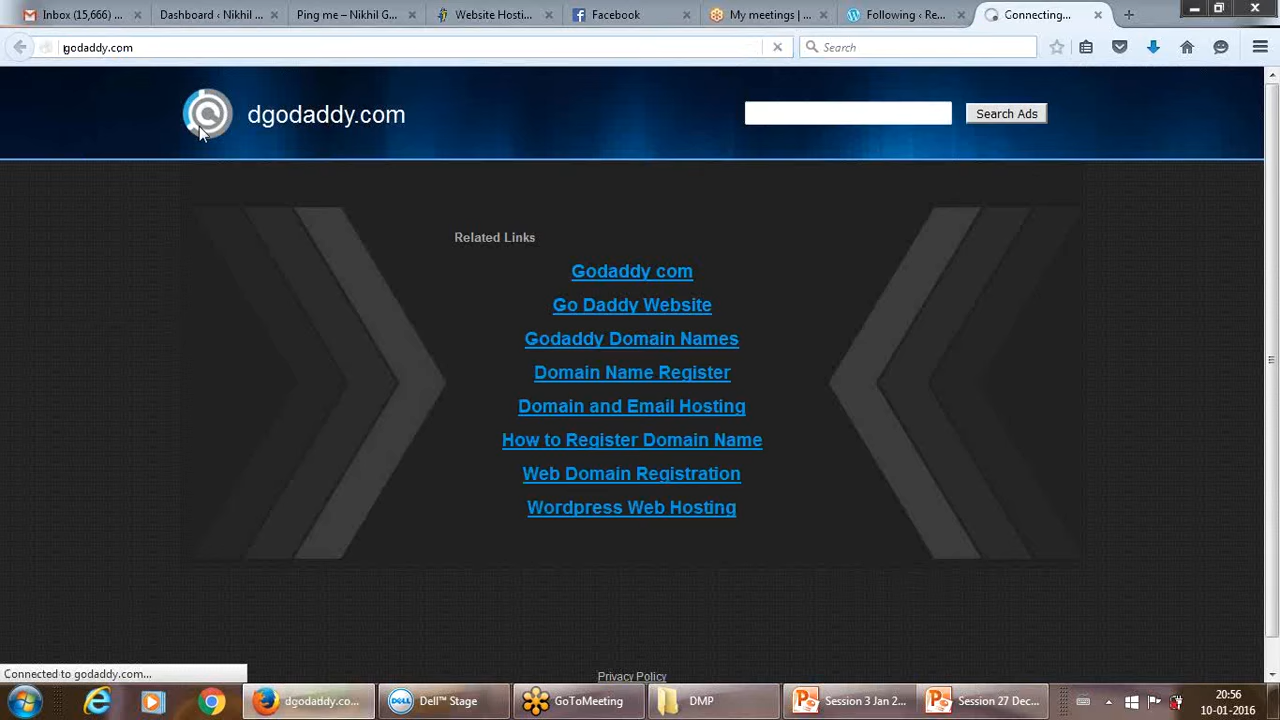 Inbox (15,666)
Dashboard ‹ Nikhil ...
Ping me – Nikhil G...
Website Hosti...
Facebook
My meetings | ...
Following ‹ Re...
Connecting...
godaddy.com
Search
dgodaddy.com
Search Ads
Related Links
Godaddy com
Go Daddy Website
Godaddy Domain Names
Domain Name Register
Domain and Email Hosting
How to Register Domain Name
Web Domain Registration
Wordpress Web Hosting
Privacy Policy
Connected to godaddy.com...
dgodaddy.co...
DELL
Dell™ Stage
GoToMeeting
DMP
Session 3 Jan 2...
Session 27 Dec...
20:56
10-01-2016